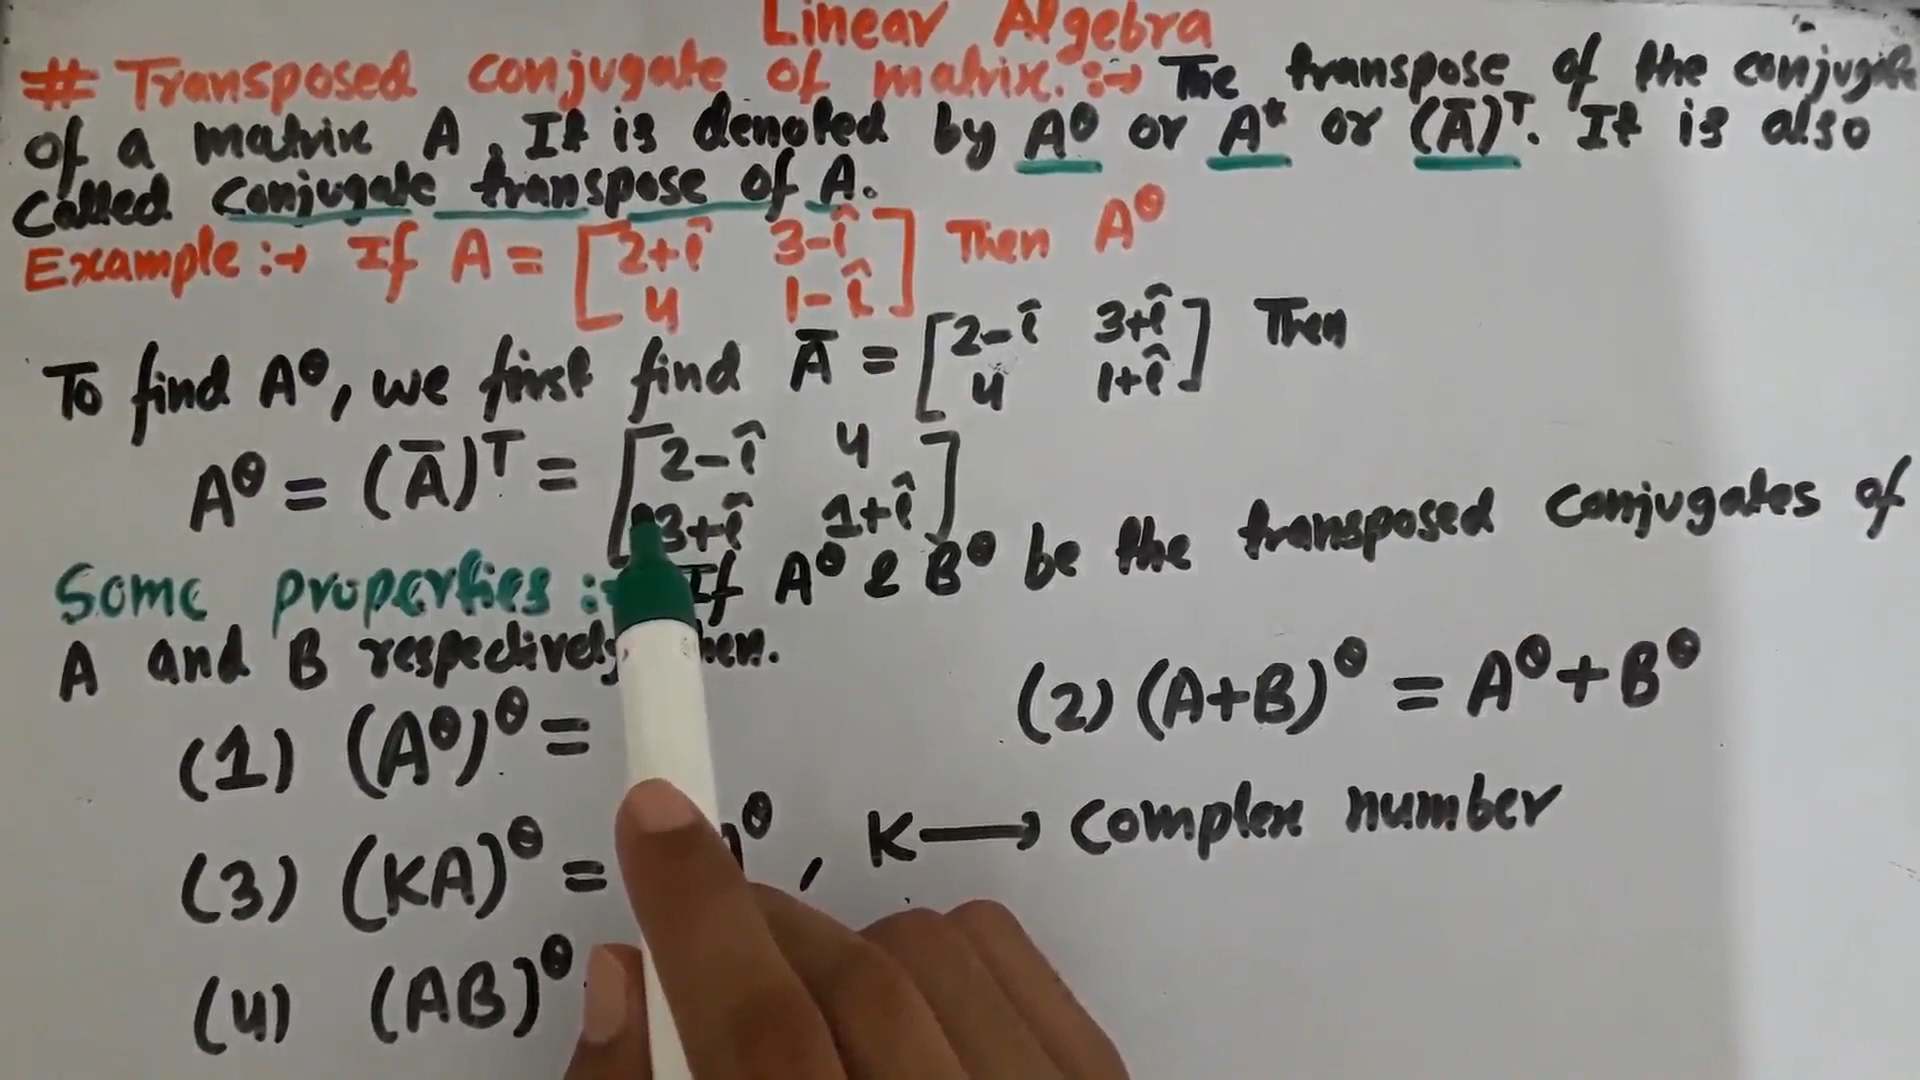 Linear Algebra
# Transposed conjugate of matrix. :→ The transpose of the conjugate
of a matrix A. It is denoted by A^θ or A* or (Ā)^T. It is also
called conjugate transpose of A.
Example :→ If A = [2+î 3-î 4 1-î] Then A^θ
To find A^θ, we first find Ā = [2-î 3+î 4 1+î] Then
A^θ = (Ā)^T = [2-î 4 3+î 1+î]
Some properties :→ If A^θ & B^θ be the transposed conjugates of
A and B respectively then.
(1) (A^θ)^θ =
(2) (A+B)^θ = A^θ + B^θ
(3) (KA)^θ = , K → Complex number
(4) (AB)^θ